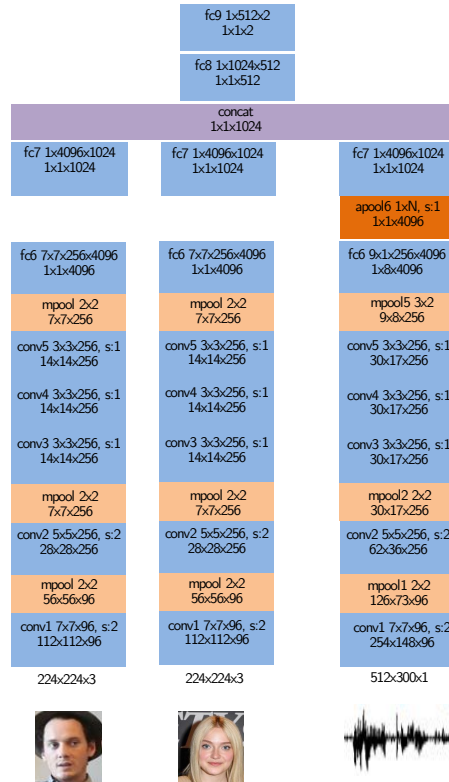 fc9 1x512x2
1x1x2
fc8 1x1024x512
1x1x512
concat
1x1x1024
fc7 1x4096x1024
1x1x1024
fc7 1x4096x1024
1x1x1024
fc7 1x4096x1024
1x1x1024
apool6 1xN, s:1
1x1x4096
fc6 7x7x256x4096
1x1x4096
fc6 7x7x256x4096
1x1x4096
fc6 9x1x256x4096
1x8x4096
mpool 2x2
7x7x256
mpool 2x2
7x7x256
mpool5 3x2
9x8x256
conv5 3x3x256, s:1
14x14x256
conv5 3x3x256, s:1
14x14x256
conv5 3x3x256, s:1
30x17x256
conv4 3x3x256, s:1
14x14x256
conv4 3x3x256, s:1
14x14x256
conv4 3x3x256, s:1
30x17x256
conv3 3x3x256, s:1
14x14x256
conv3 3x3x256, s:1
14x14x256
conv3 3x3x256, s:1
30x17x256
mpool 2x2
7x7x256
mpool 2x2
7x7x256
mpool2 2x2
30x17x256
conv2 5x5x256, s:2
28x28x256
conv2 5x5x256, s:2
28x28x256
conv2 5x5x256, s:2
62x36x256
mpool 2x2
56x56x96
mpool 2x2
56x56x96
mpool1 2x2
126x73x96
conv1 7x7x96, s:2
112x112x96
conv1 7x7x96, s:2
112x112x96
conv1 7x7x96, s:2
254x148x96
224x224x3
224x224x3
512x300x1